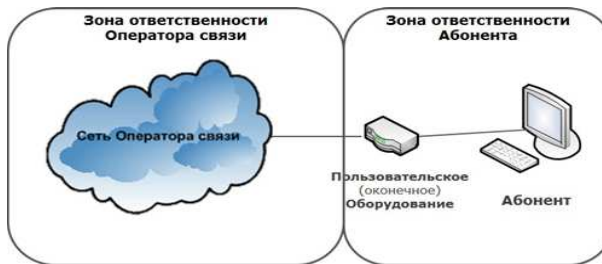 Зона ответственности
Оператора связи
Зона ответственности
Абонента
Сеть Оператора связи
Пользовательское
(оконечное)
Оборудование
Абонент